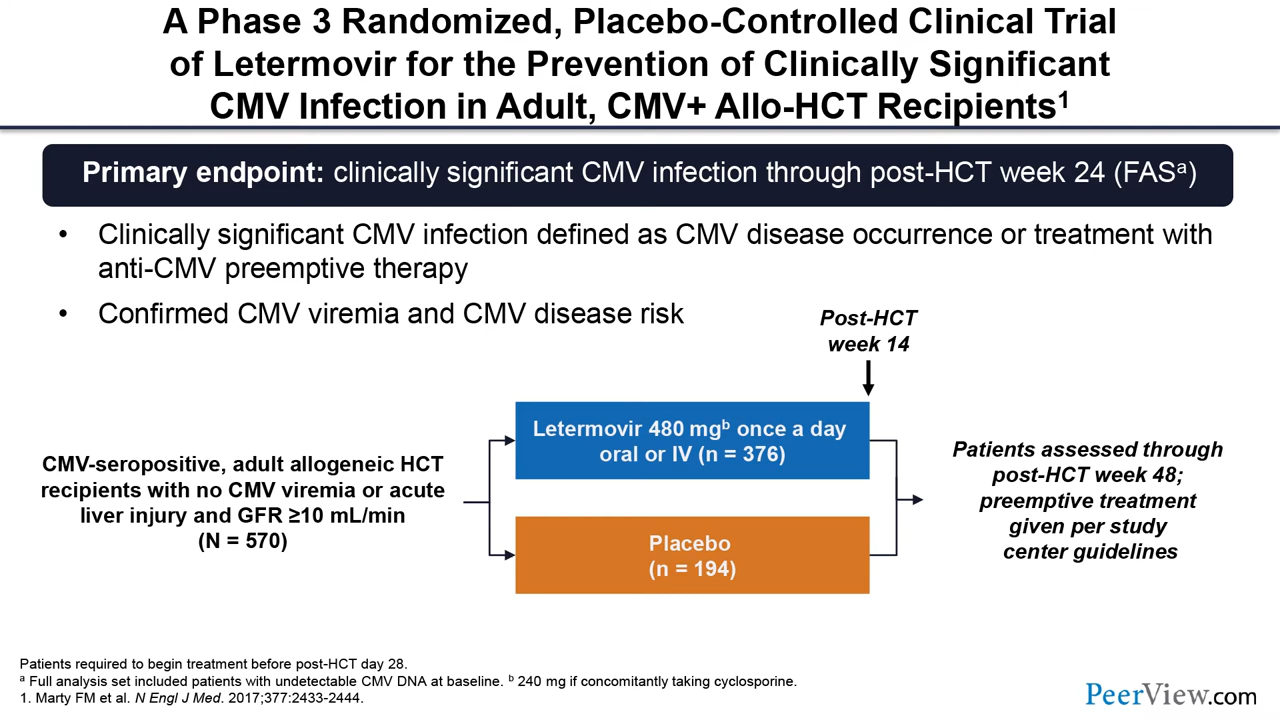 A Phase 3 Randomized, Placebo-Controlled Clinical Trial
of Letermovir for the Prevention of Clinically Significant
CMV Infection in Adult, CMV+ Allo-HCT Recipients¹
Primary endpoint: clinically significant CMV infection through post-HCT week 24 (FASᵃ)
• Clinically significant CMV infection defined as CMV disease occurrence or treatment with
anti-CMV preemptive therapy
• Confirmed CMV viremia and CMV disease risk
Post-HCT
week 14
CMV-seropositive, adult allogeneic HCT
recipients with no CMV viremia or acute
liver injury and GFR ≥10 mL/min
(N = 570)
Letermovir 480 mgᵇ once a day
oral or IV (n = 376)
Placebo
(n = 194)
Patients assessed through
post-HCT week 48;
preemptive treatment
given per study
center guidelines
Patients required to begin treatment before post-HCT day 28.
ᵃ Full analysis set included patients with undetectable CMV DNA at baseline. ᵇ 240 mg if concomitantly taking cyclosporine.
1. Marty FM et al. N Engl J Med. 2017;377:2433-2444.
PeerView.com